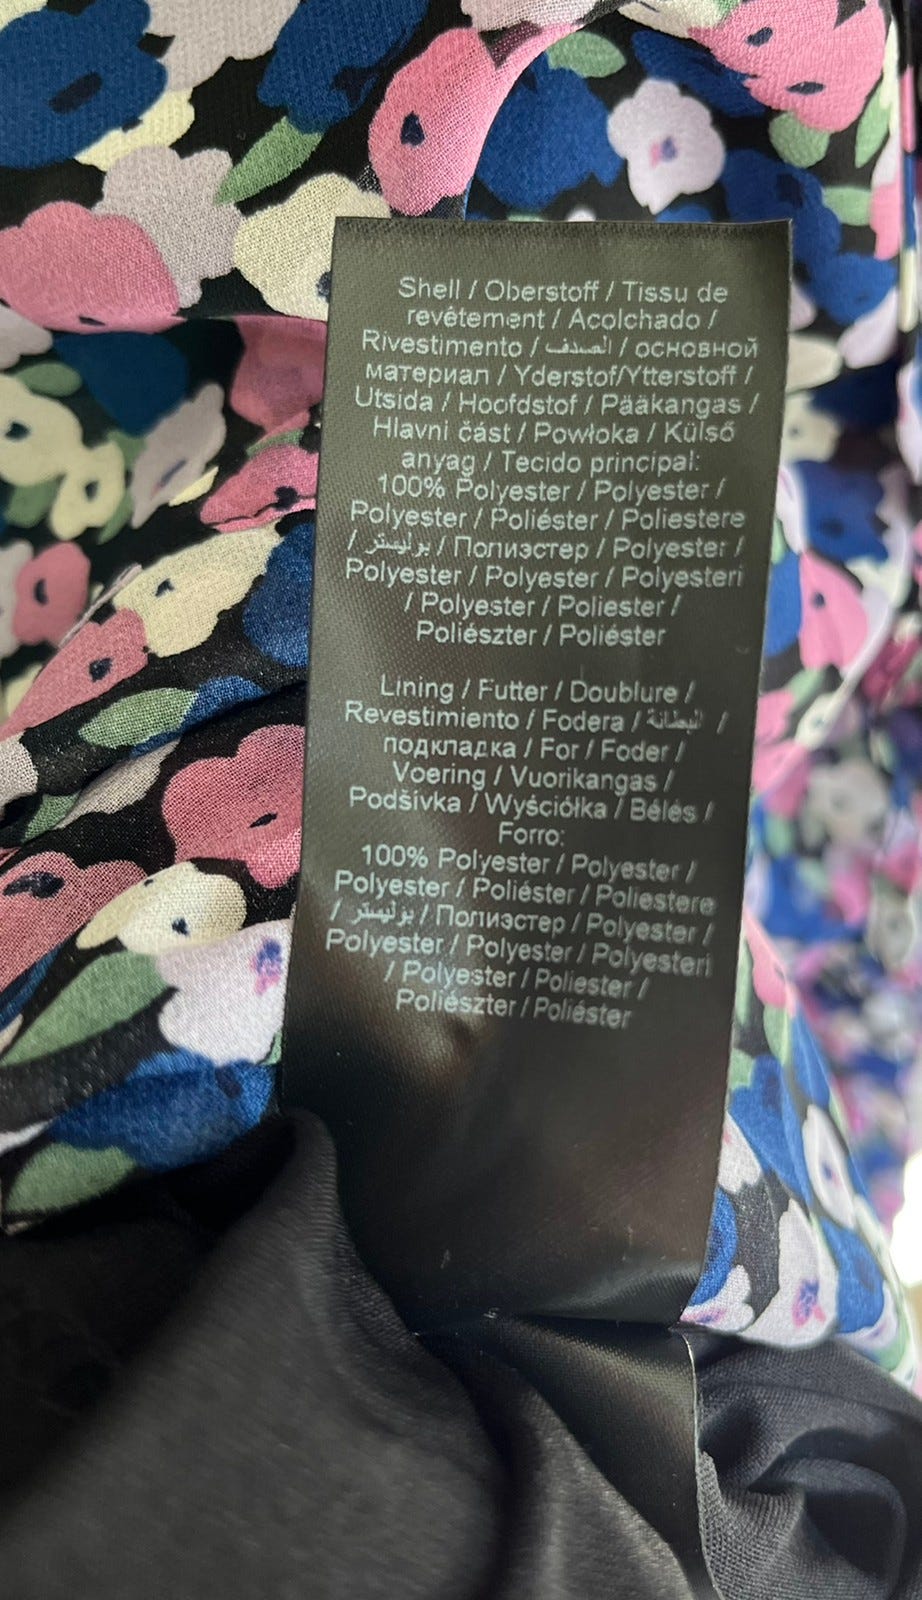 Shell / Oberstoff / Tissu de
revêtement / Acolchado /
Rivestimento / الصدف / основной
материал / Yderstof/Ytterstoff /
Utsida / Hoofdstof / Pääkangas /
Hlavni část / Powłoka / Külső
anyag / Tecido principal:
100% Polyester / Polyester /
Polyester / Poliéster / Poliestere
/ بوليستر / Полиэстер / Polyester /
Polyester / Polyester / Polyesteri
/ Polyester / Poliester /
Poliészter / Poliéster
Lining / Futter / Doublure /
Revestimiento / Fodera / البطانة /
подкладка / For / Foder /
Voering / Vuorikangas /
Podšívka / Wyściółka / Bélés /
Forro:
100% Polyester / Polyester /
Polyester / Poliéster / Poliestere
/ بوليستر / Полиэстер / Polyester /
Polyester / Polyester / Polyesteri
/ Polyester / Poliester /
Poliészter / Poliéster